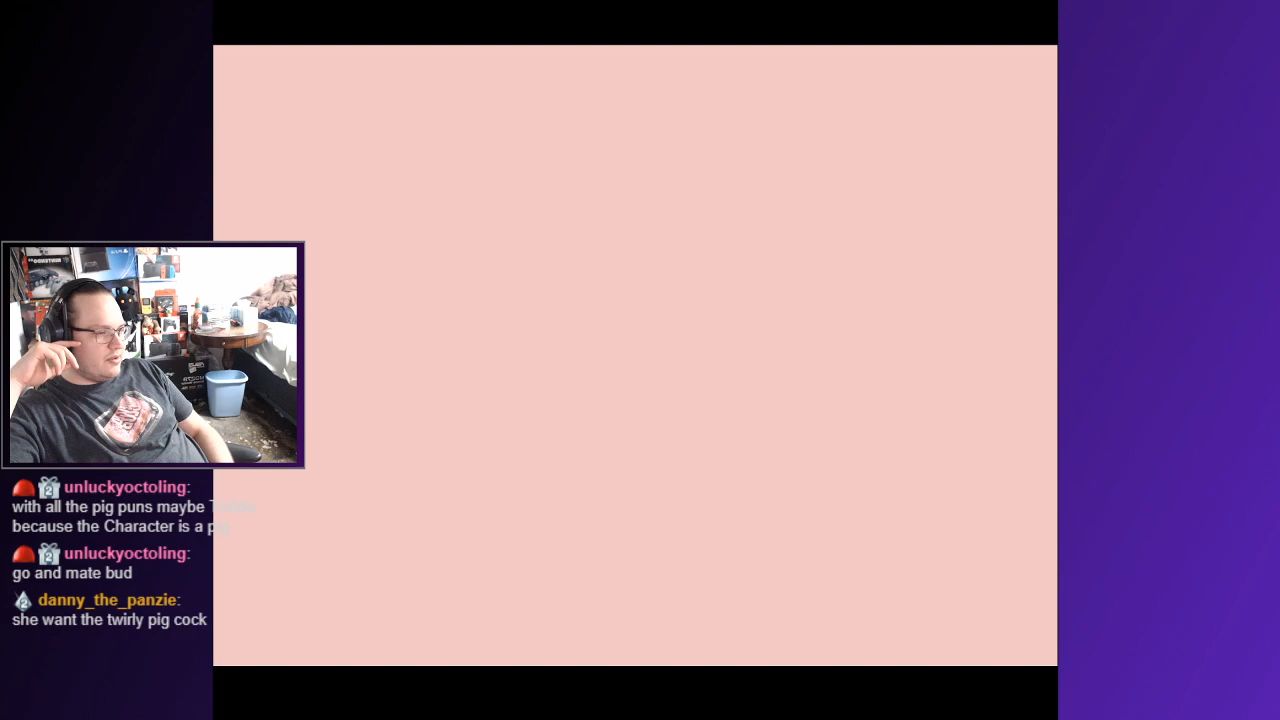 unluckyoctoling:
with all the pig puns maybe
because the Character is a pig
unluckyoctoling:
go and mate bud
danny_the_panzie:
she want the twirly pig cock